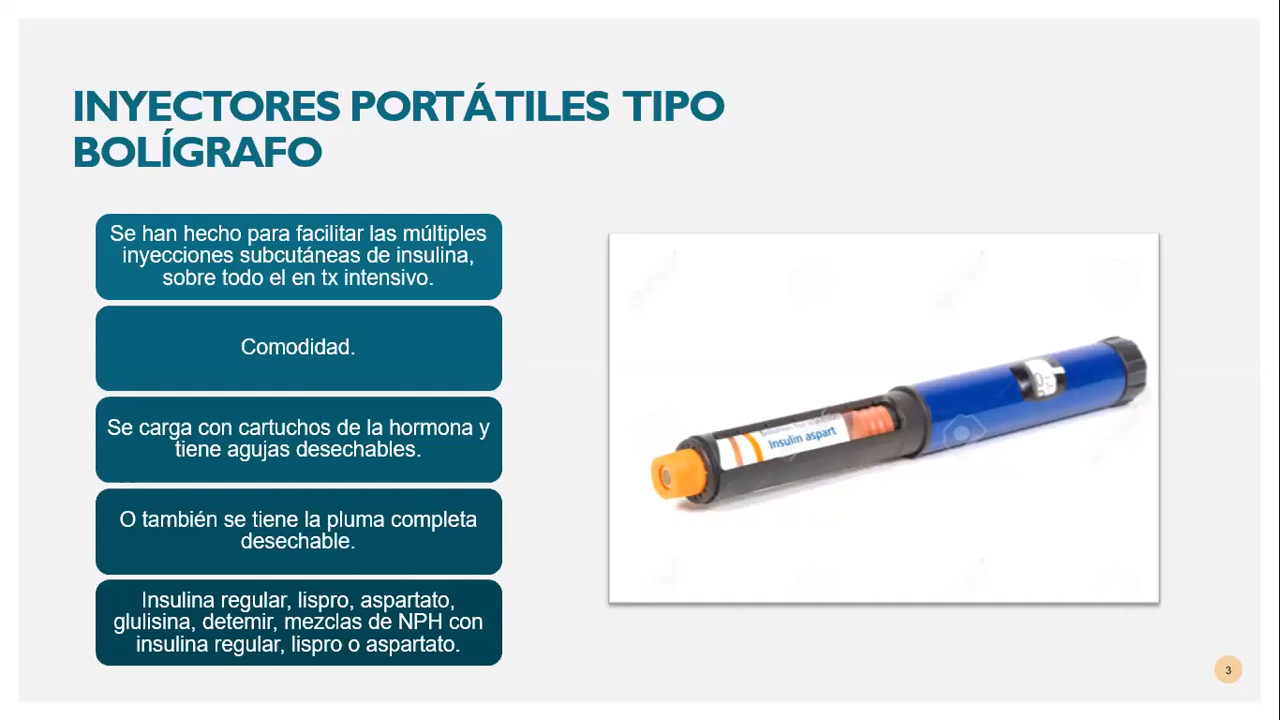 INYECTORES PORTÁTILES TIPO
BOLÍGRAFO
Se han hecho para facilitar las múltiples
inyecciones subcutáneas de insulina,
sobre todo el en tx intensivo.
Comodidad.
Se carga con cartuchos de la hormona y
tiene agujas desechables.
O también se tiene la pluma completa
desechable.
Insulina regular, lispro, aspartato,
glulisina, detemir, mezclas de NPH con
insulina regular, lispro o aspartato.
Insulin aspart
3